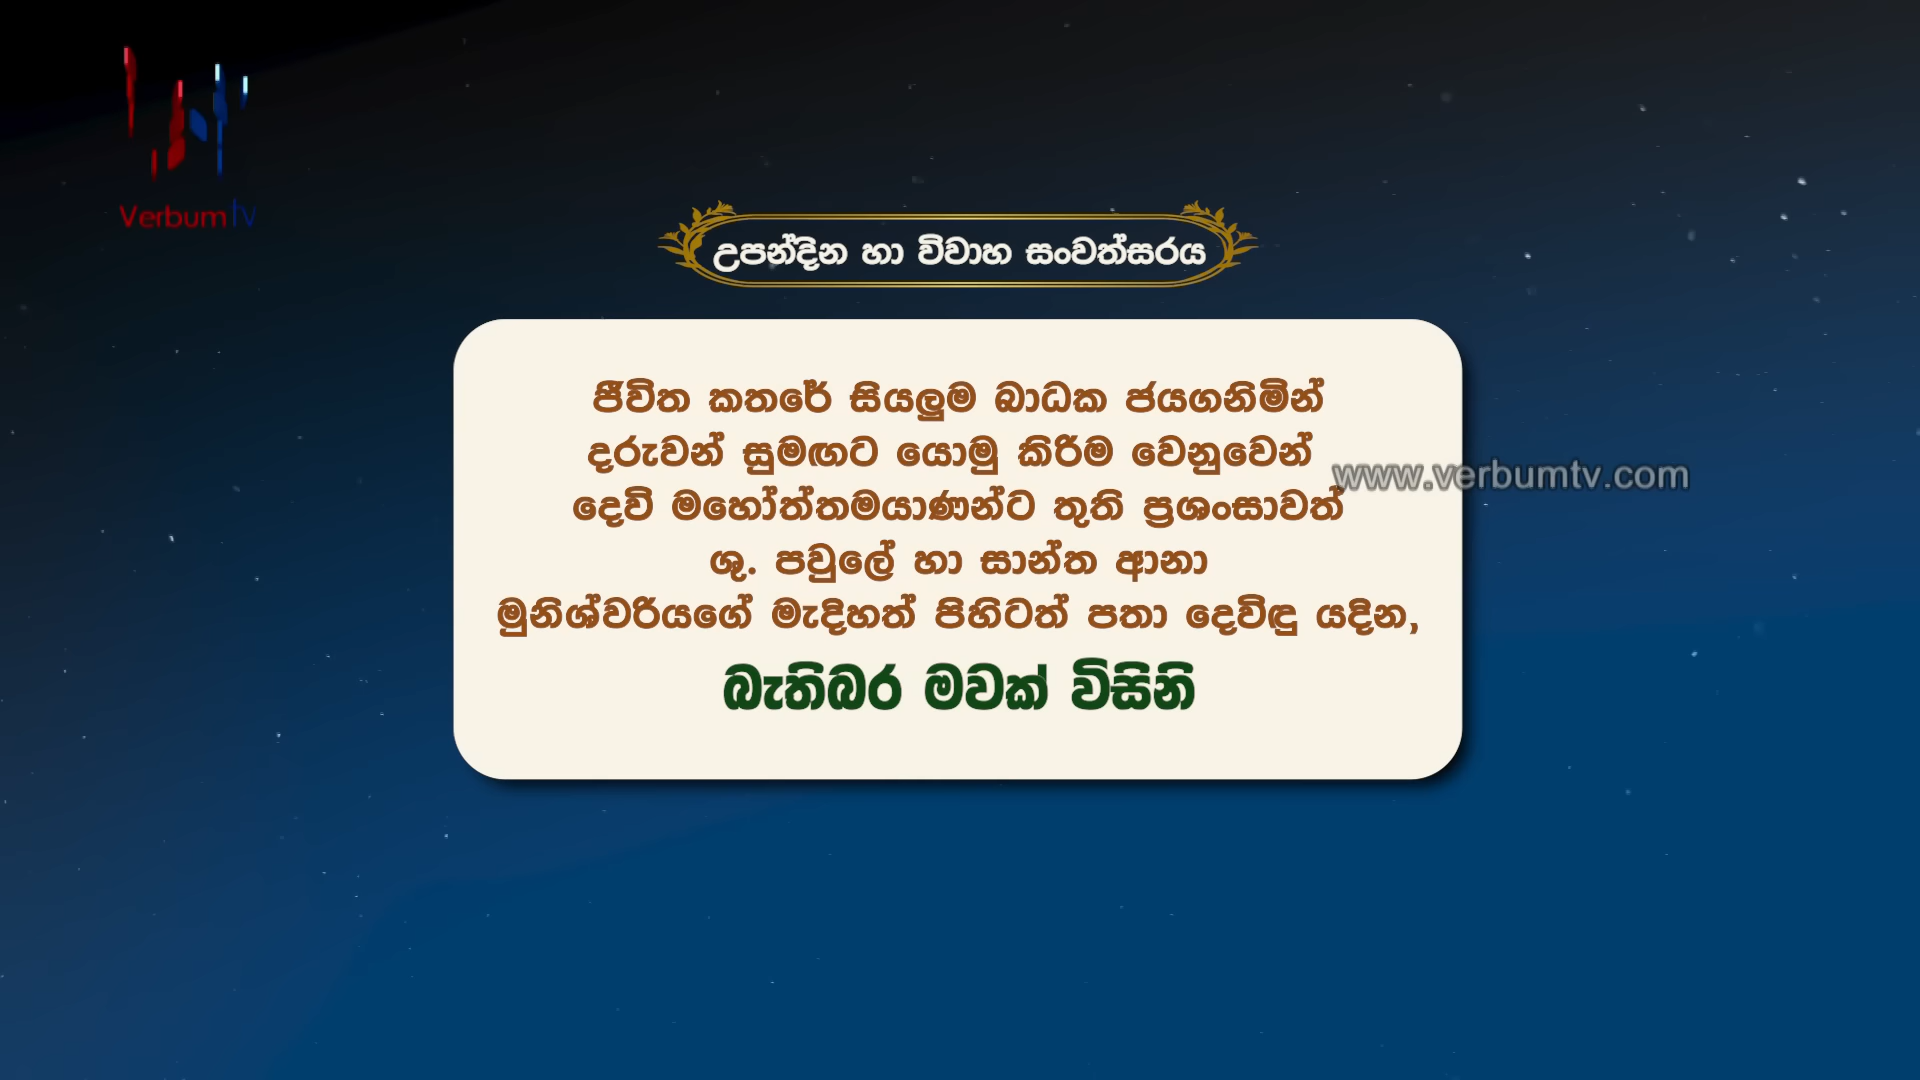 Verbum tv
උපන්දින හා විවාහ සංවත්සරය
ජීවිත කතරේ සියලුම බාධක ජයගනිමින්
දරුවන් සුමඟට යොමු කිරිම වෙනුවෙන්
www.verbumtv.com
දෙවි මහෝත්තමයාණන්ට තුති ප්‍රශංසාවත්
ශු. පවුලේ හා සාන්ත ආනා
මුනිශ්වරියගේ මැදිහත් පිහිටත් පතා දෙවිඳු යදින,
බැතිබර මවක් විසිනි